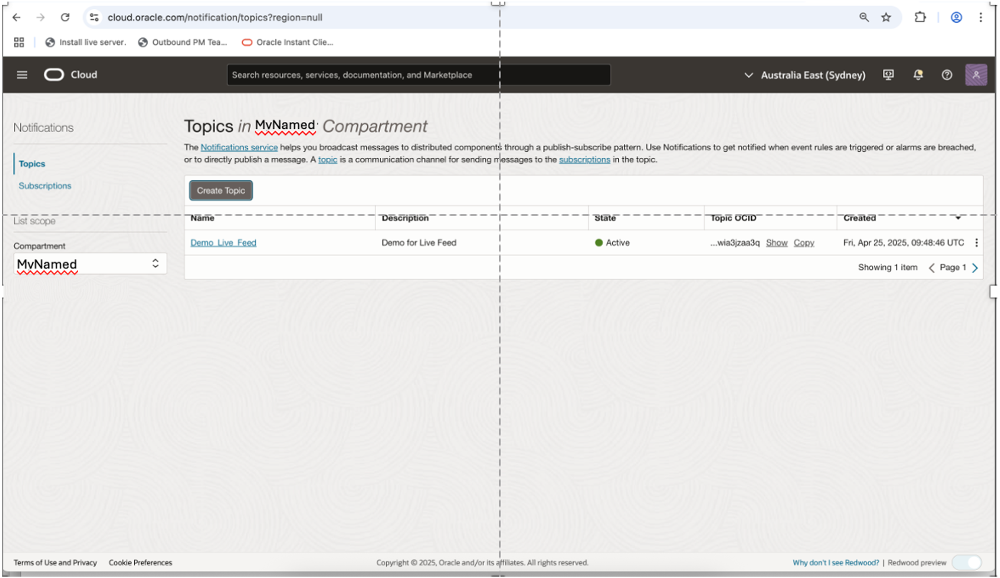 cloud.oracle.com/notification/topics?region=null
Install live server. Outbound PM Tea... Oracle Instant Clie...
Cloud Search resources, services, documentation, and Marketplace Australia East (Sydney)
Notifications
Topics
Subscriptions
List scope
Compartment
MyNamed
Topics in MyNamed Compartment
The Notifications service helps you broadcast messages to distributed components through a publish-subscribe pattern. Use Notifications to get notified when event rules are triggered or alarms are breached,
or to directly publish a message. A topic is a communication channel for sending messages to the subscriptions in the topic.
Create Topic
Name Description State Topic OCID Created
Demo_Live_Feed Demo for Live Feed Active ...wia3jzaa3q Show Copy Fri, Apr 25, 2025, 09:48:46 UTC
Showing 1 item Page 1
Terms of Use and Privacy Cookie Preferences Copyright © 2025, Oracle and/or its affiliates. All rights reserved. Why don't I see Redwood? | Redwood preview